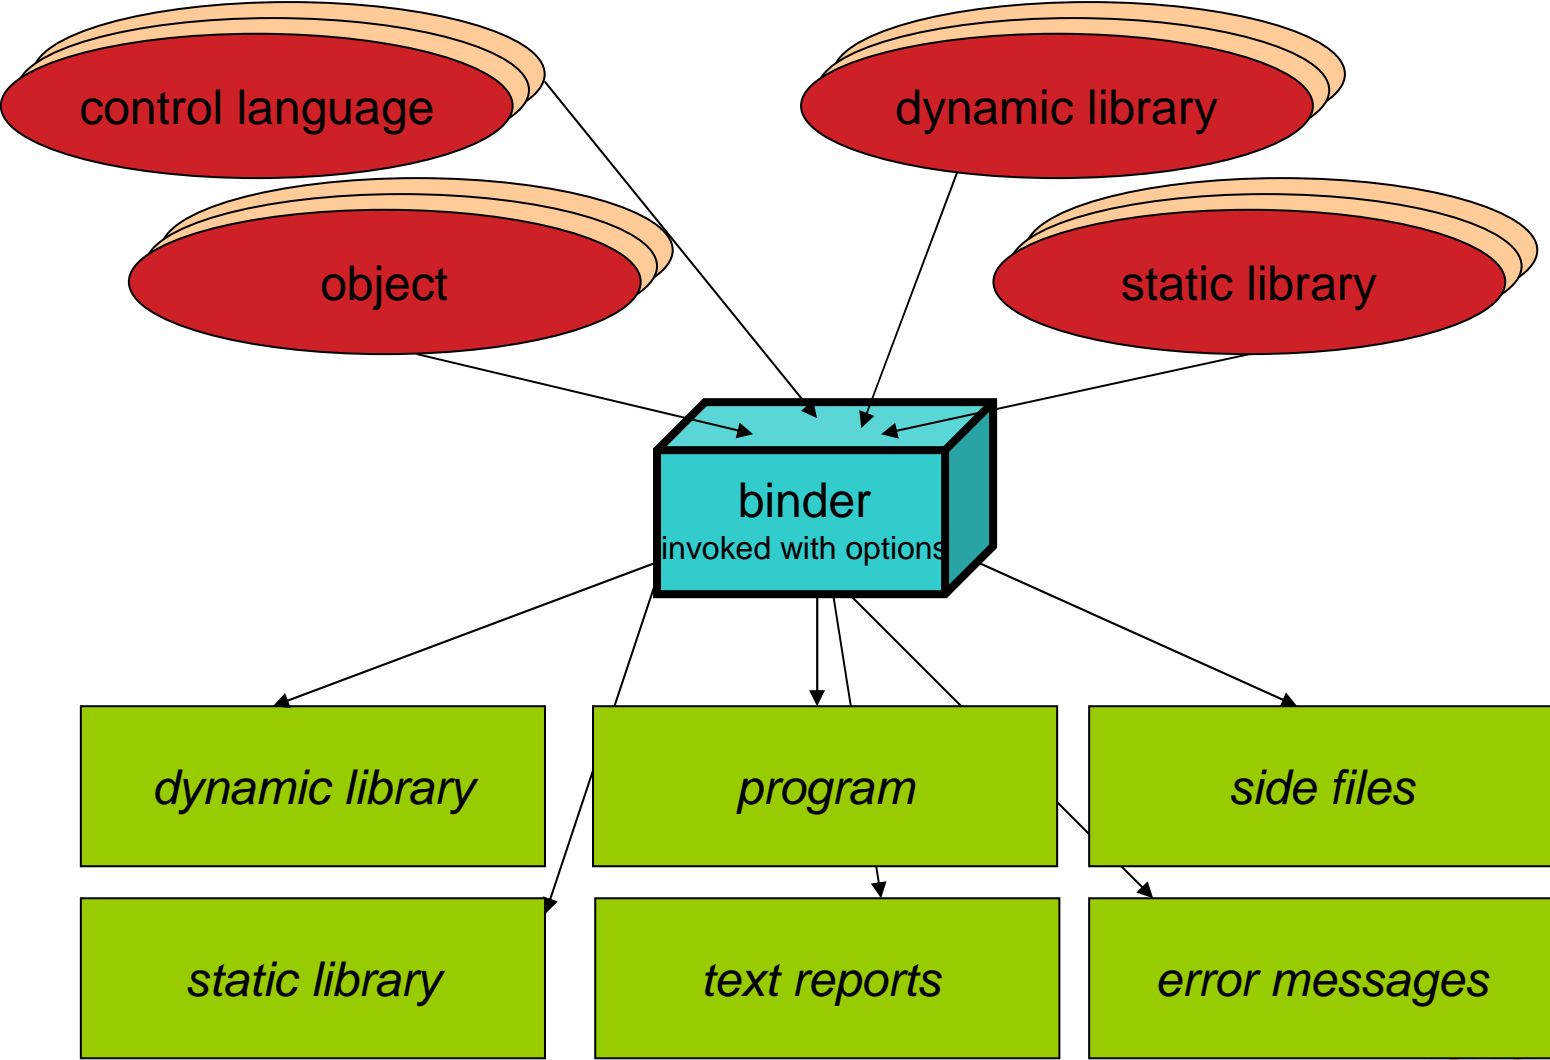 control language
dynamic library
object
static library
binder
invoked with options
dynamic library
program
side files
static library
text reports
error messages